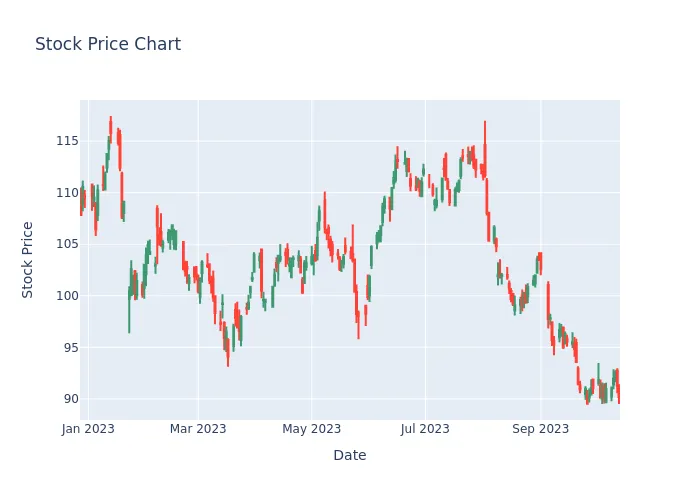 Stock Price Chart
115
110
105
100
95
90
Stock Price
Jan 2023
Mar 2023
May 2023
Jul 2023
Sep 2023
Date